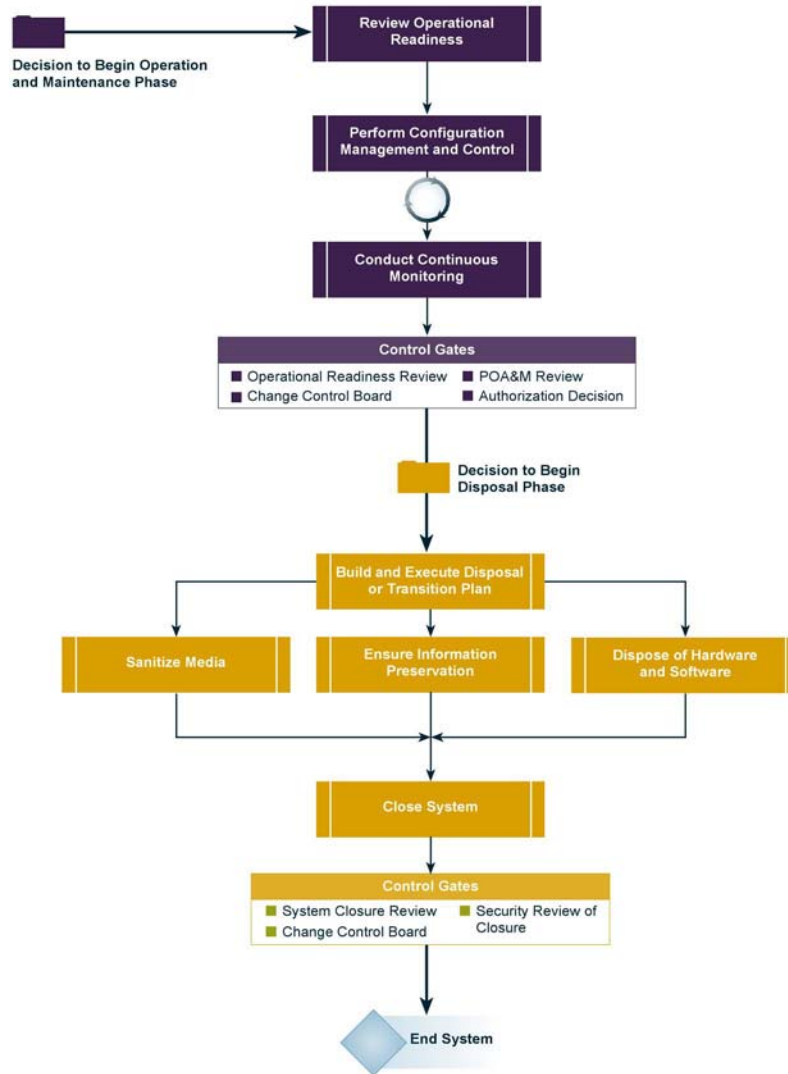 Review Operational
Readiness
Decision to Begin Operation
and Maintenance Phase
Perform Configuration
Management and Control
Conduct Continuous
Monitoring
Control Gates
Operational Readiness Review
POA&M Review
Change Control Board
Authorization Decision
Decision to Begin
Disposal Phase
Build and Execute Disposal
or Transition Plan
Sanitize Media
Ensure Information
Preservation
Dispose of Hardware
and Software
Close System
Control Gates
System Closure Review
Change Control Board
Security Review of
Closure
End System